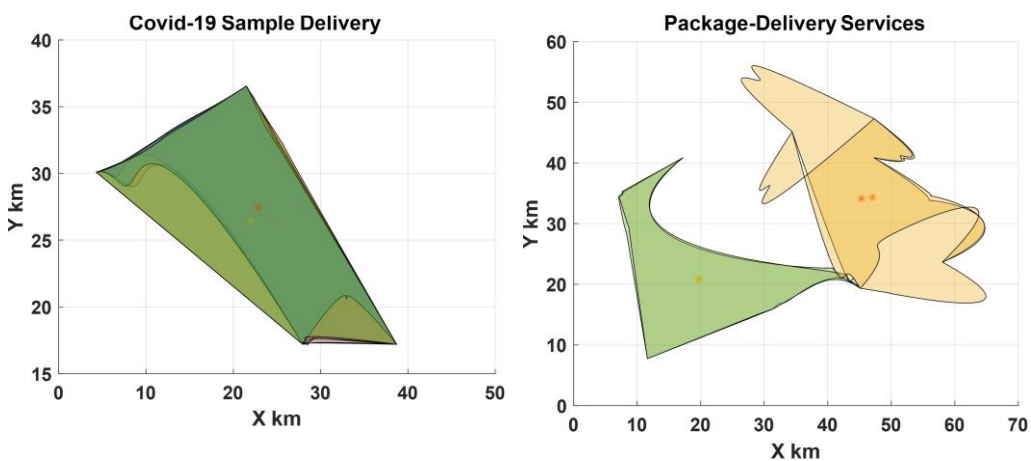 Covid-19 Sample Delivery
40
35
30
25
20
15
Y km
0 10 20 30 40 50
X km
Package-Delivery Services
60
50
40
30
20
10
0
Y km
0 10 20 30 40 50 60 70
X km